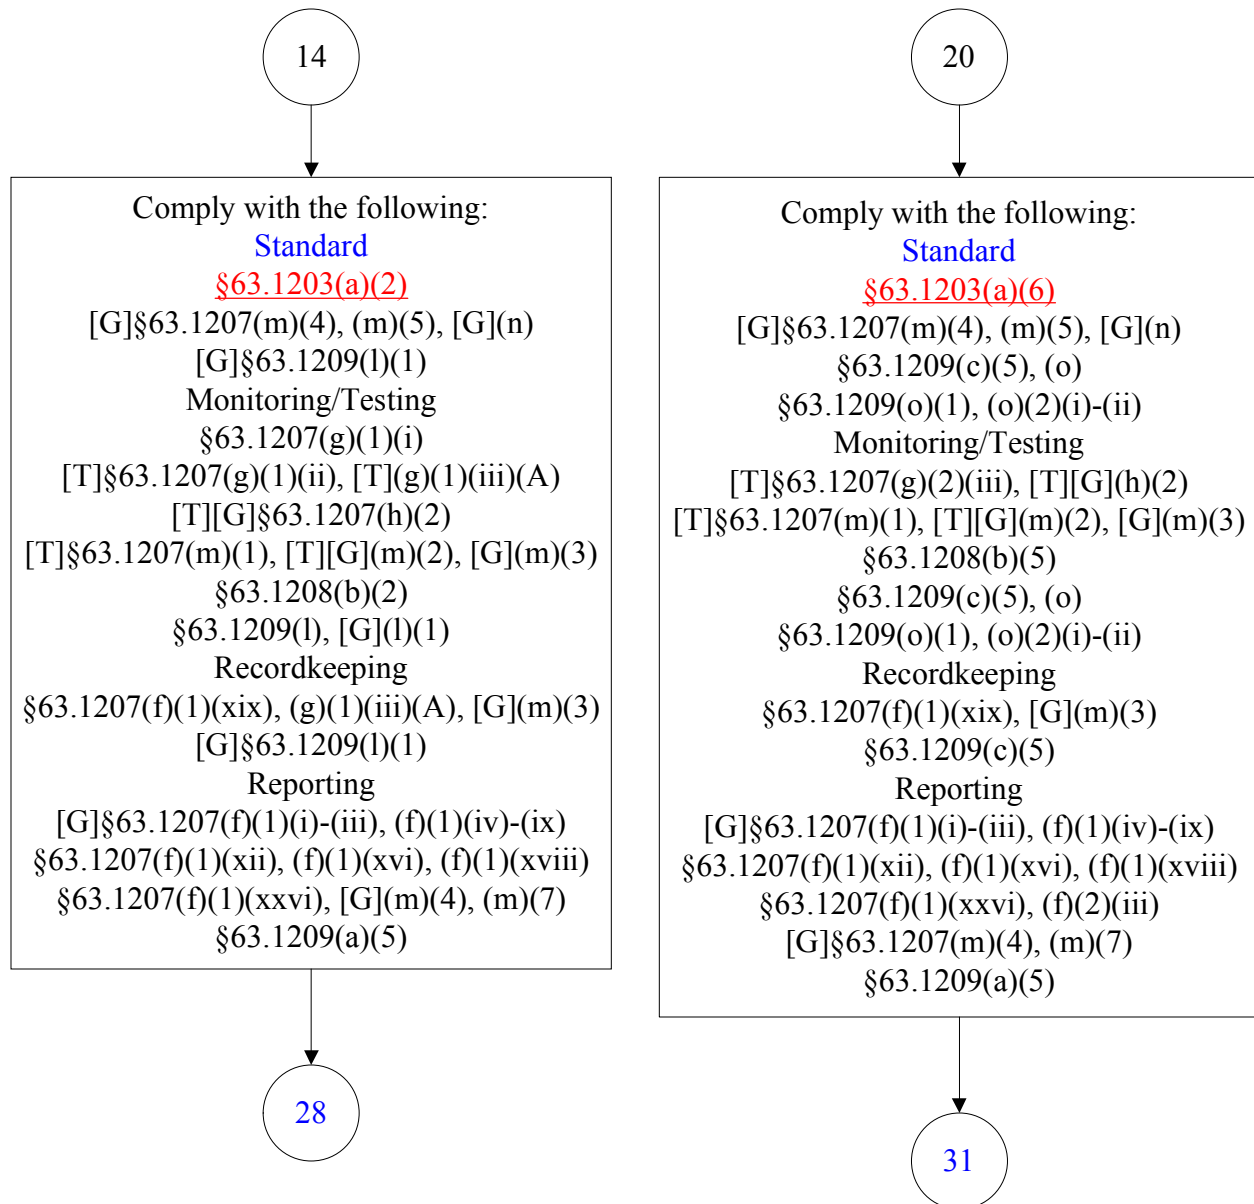 14
Comply with the following:
Standard
§63.1203(a)(2)
[G]§63.1207(m)(4), (m)(5), [G](n)
[G]§63.1209(l)(1)
Monitoring/Testing
§63.1207(g)(1)(i)
[T]§63.1207(g)(1)(ii), [T](g)(1)(iii)(A)
[T][G]§63.1207(h)(2)
[T]§63.1207(m)(1), [T][G](m)(2), [G](m)(3)
§63.1208(b)(2)
§63.1209(l), [G](l)(1)
Recordkeeping
§63.1207(f)(1)(xix), (g)(1)(iii)(A), [G](m)(3)
[G]§63.1209(l)(1)
Reporting
[G]§63.1207(f)(1)(i)-(iii), (f)(1)(iv)-(ix)
§63.1207(f)(1)(xii), (f)(1)(xvi), (f)(1)(xviii)
§63.1207(f)(1)(xxvi), [G](m)(4), (m)(7)
§63.1209(a)(5)
28
20
Comply with the following:
Standard
§63.1203(a)(6)
[G]§63.1207(m)(4), (m)(5), [G](n)
§63.1209(c)(5), (o)
§63.1209(o)(1), (o)(2)(i)-(ii)
Monitoring/Testing
[T]§63.1207(g)(2)(iii), [T][G](h)(2)
[T]§63.1207(m)(1), [T][G](m)(2), [G](m)(3)
§63.1208(b)(5)
§63.1209(c)(5), (o)
§63.1209(o)(1), (o)(2)(i)-(ii)
Recordkeeping
§63.1207(f)(1)(xix), [G](m)(3)
§63.1209(c)(5)
Reporting
[G]§63.1207(f)(1)(i)-(iii), (f)(1)(iv)-(ix)
§63.1207(f)(1)(xii), (f)(1)(xvi), (f)(1)(xviii)
§63.1207(f)(1)(xxvi), (f)(2)(iii)
[G]§63.1207(m)(4), (m)(7)
§63.1209(a)(5)
31